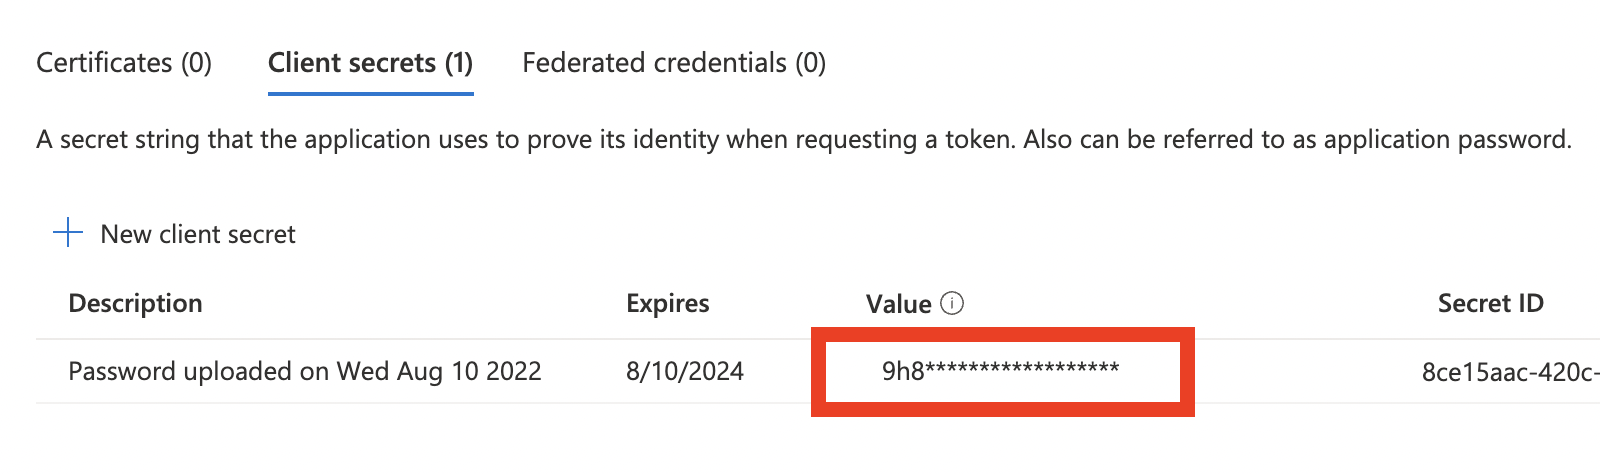 Certificates (0) Client secrets (1) Federated credentials (0)
A secret string that the application uses to prove its identity when requesting a token. Also can be referred to as application password.
New client secret
Description Expires Value Secret ID
Password uploaded on Wed Aug 10 2022 8/10/2024 9h8****************** 8ce15aac-420c-